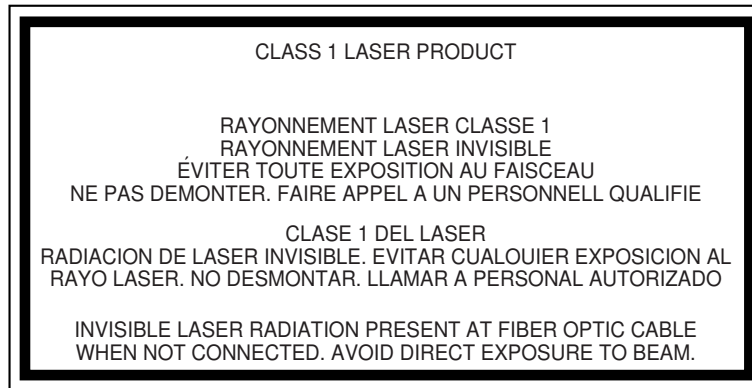 CLASS 1 LASER PRODUCT
RAYONNEMENT LASER CLASSE 1
RAYONNEMENT LASER INVISIBLE
ÉVITER TOUTE EXPOSITION AU FAISCEAU
NE PAS DEMONTER. FAIRE APPEL A UN PERSONNELL QUALIFIE
CLASE 1 DEL LASER
RADIACION DE LASER INVISIBLE. EVITAR CUALOUIER EXPOSICION AL
RAYO LASER. NO DESMONTAR. LLAMAR A PERSONAL AUTORIZADO
INVISIBLE LASER RADIATION PRESENT AT FIBER OPTIC CABLE
WHEN NOT CONNECTED. AVOID DIRECT EXPOSURE TO BEAM.